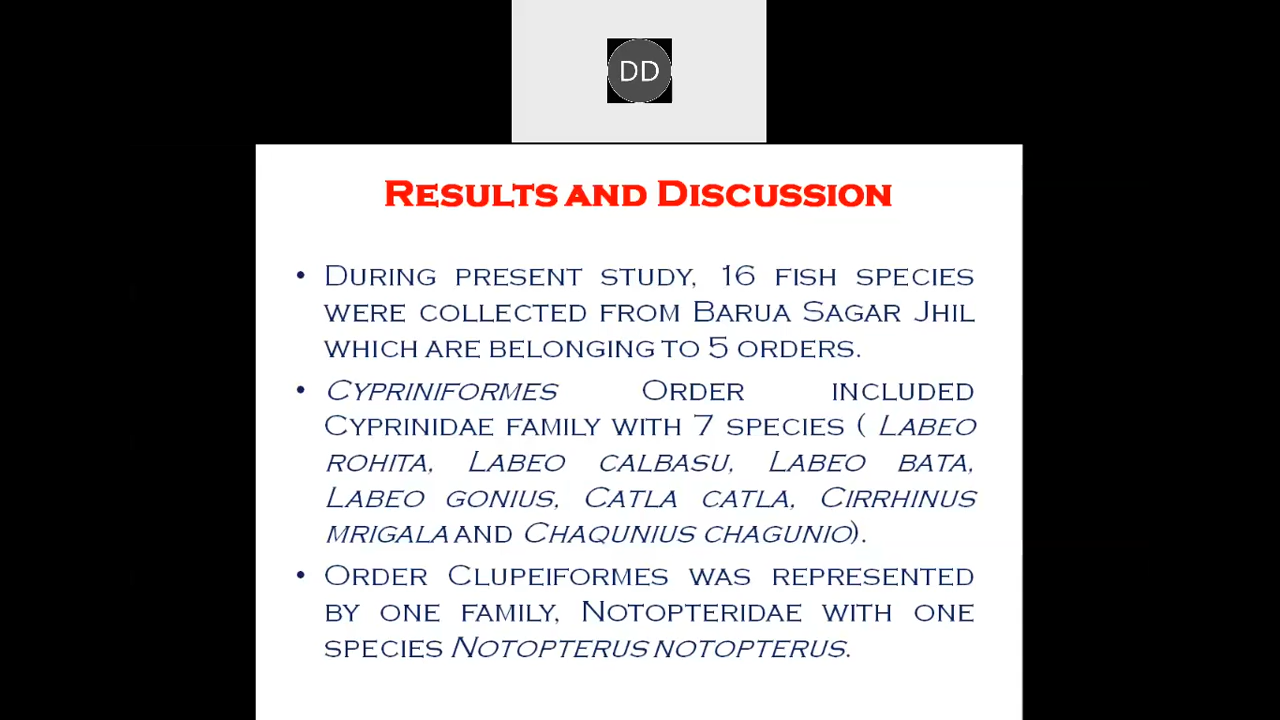 DD
Results and Discussion
• During present study, 16 fish species
were collected from Barua Sagar Jhil
which are belonging to 5 orders.
• Cypriniformes Order included
Cyprinidae family with 7 species ( Labeo
rohita, Labeo calbasu, Labeo bata,
Labeo gonius, Catla catla, Cirrhinus
mrigala and Chaqunius chagunio).
• Order Clupeiformes was represented
by one family, Notopteridae with one
species Notopterus notopterus.